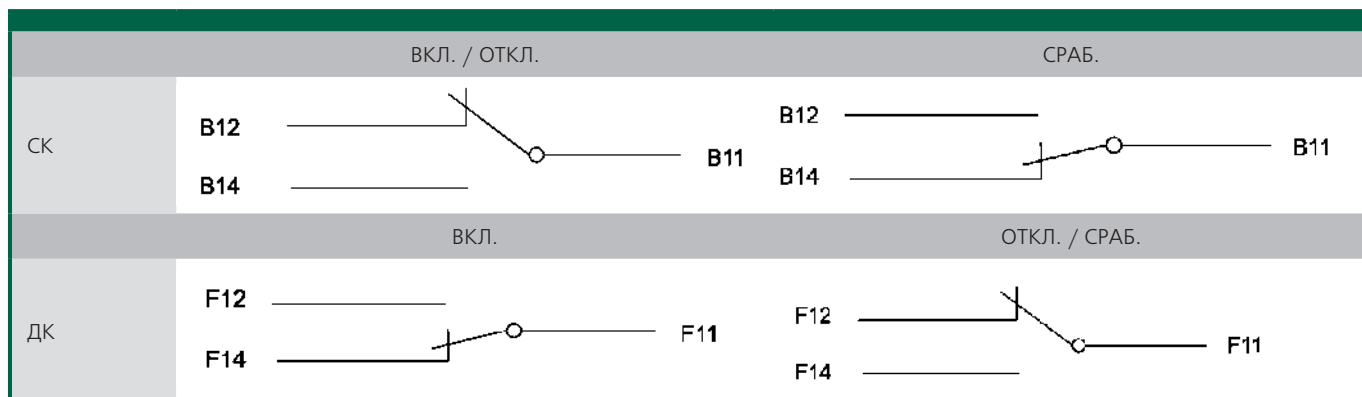 ВКЛ. / ОТКЛ. СРАБ.
СК
B12 B11 B14
B12 B11 B14
ВКЛ. ОТКЛ. / СРАБ.
ДК
F12 F11 F14
F12 F11 F14